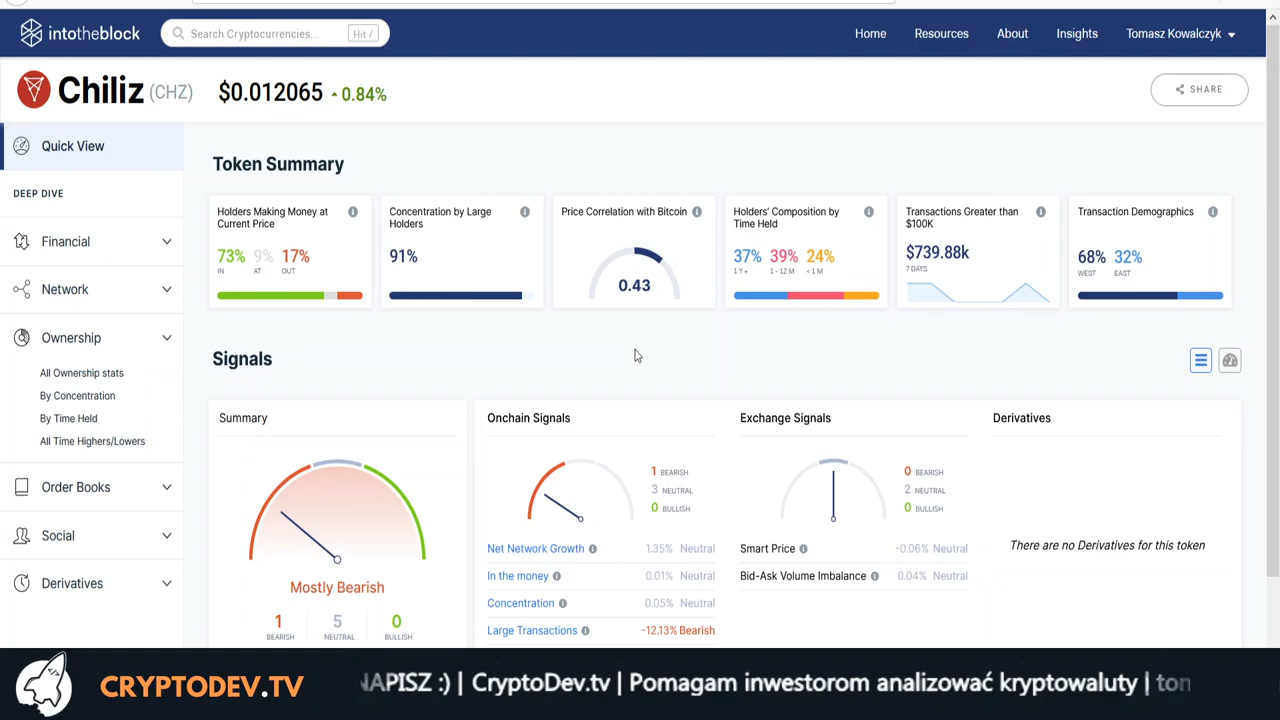 intotheblock
Search Cryptocurrencies...
Hit /
Home
Resources
About
Insights
Tomasz Kowalczyk
Chiliz (CHZ)
$0.012065
0.84%
SHARE
Quick View
DEEP DIVE
Financial
Network
Ownership
All Ownership stats
By Concentration
By Time Held
All Time Highers/Lowers
Order Books
Social
Derivatives
Token Summary
Holders Making Money at
Current Price
73% 9% 17%
IN AT OUT
Concentration by Large
Holders
91%
Price Correlation with Bitcoin
0.43
Holders' Composition by
Time Held
37% 39% 24%
1 Y+ 1 - 12 M < 1 M
Transactions Greater than
$100K
$739.88k
7 DAYS
Transaction Demographics
68% 32%
WEST EAST
Signals
Summary
Mostly Bearish
1 5 0
BEARISH NEUTRAL BULLISH
Onchain Signals
1 BEARISH
3 NEUTRAL
0 BULLISH
Net Network Growth 1.35% Neutral
In the money 0.01% Neutral
Concentration 0.05% Neutral
Large Transactions -12.13% Bearish
Exchange Signals
0 BEARISH
2 NEUTRAL
0 BULLISH
Smart Price -0.06% Neutral
Bid-Ask Volume Imbalance 0.04% Neutral
Derivatives
There are no Derivatives for this token
CRYPTODEV.TV
NAPISZ :) | CryptoDev.tv | Pomagam inwestorom analizować kryptowaluty | tom